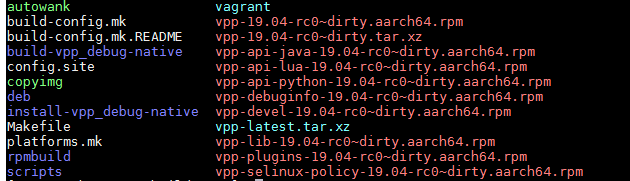 autowank vagrant
build-config.mk vpp-19.04-rc0~dirty.aarch64.rpm
build-config.mk.README vpp-19.04-rc0~dirty.tar.xz
build-vpp_debug-native vpp-api-java-19.04-rc0~dirty.aarch64.rpm
config.site vpp-api-lua-19.04-rc0~dirty.aarch64.rpm
copyimg vpp-api-python-19.04-rc0~dirty.aarch64.rpm
deb vpp-debuginfo-19.04-rc0~dirty.aarch64.rpm
install-vpp_debug-native vpp-devel-19.04-rc0~dirty.aarch64.rpm
Makefile vpp-latest.tar.xz
platforms.mk vpp-lib-19.04-rc0~dirty.aarch64.rpm
rpmbuild vpp-plugins-19.04-rc0~dirty.aarch64.rpm
scripts vpp-selinux-policy-19.04-rc0~dirty.aarch64.rpm